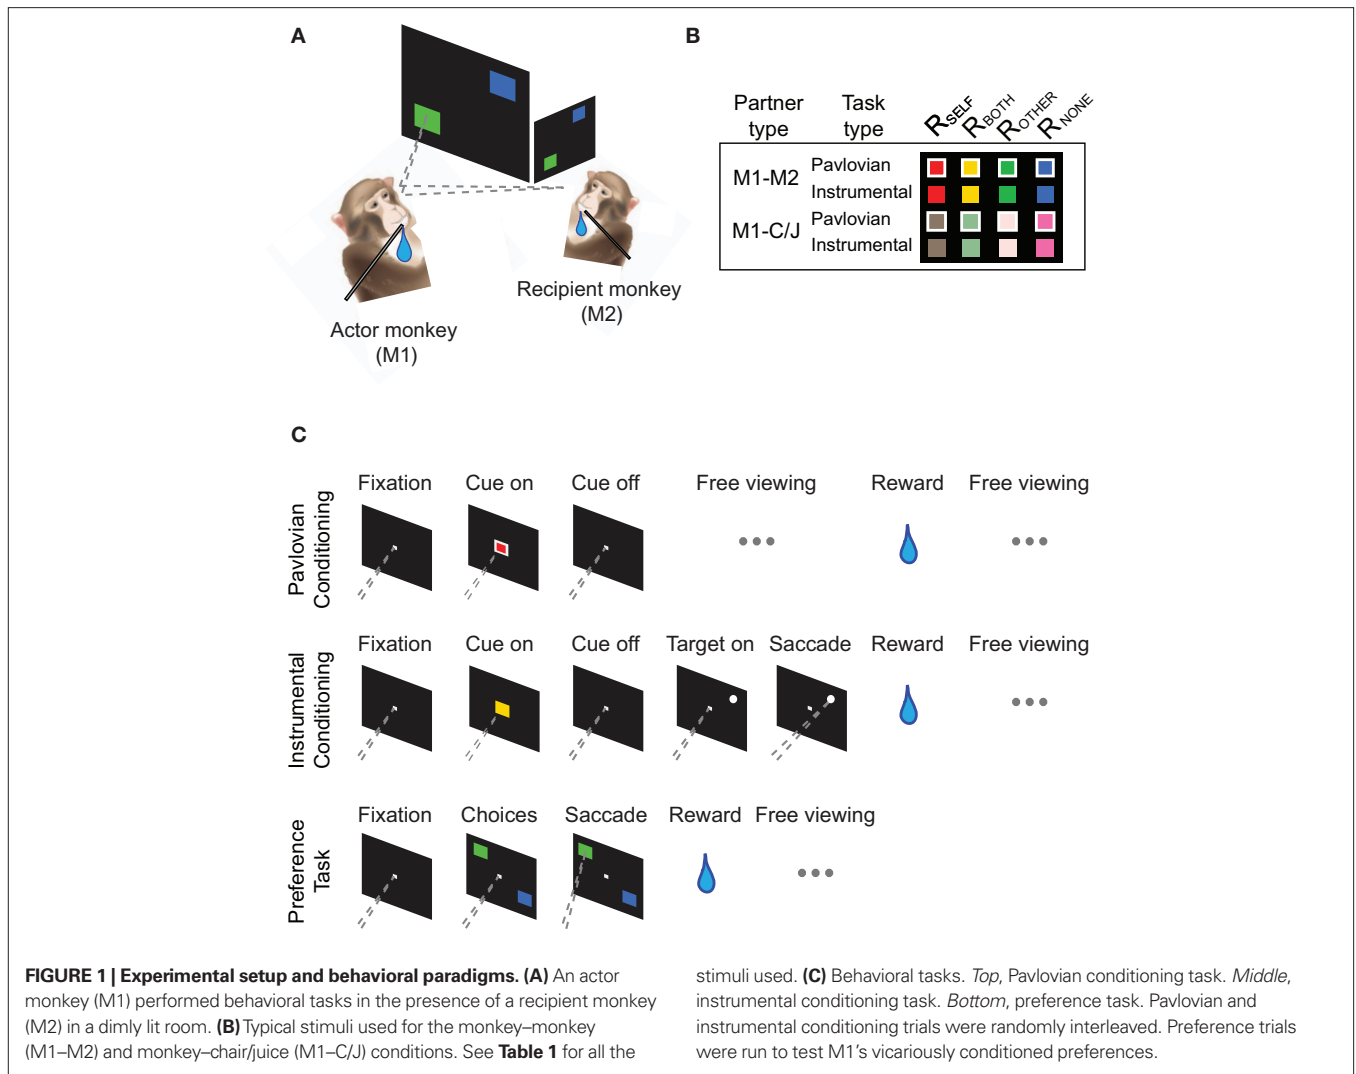 A
B
Partner type
Task type
R_SELF R_BOTH R_OTHER R_NONE
M1-M2
Pavlovian
Instrumental
M1-C/J
Pavlovian
Instrumental
Actor monkey
(M1)
Recipient monkey
(M2)
C
Pavlovian
Conditioning
Fixation Cue on Cue off Free viewing Reward Free viewing
Instrumental
Conditioning
Fixation Cue on Cue off Target on Saccade Reward Free viewing
Preference
Task
Fixation Choices Saccade Reward Free viewing
FIGURE 1 | Experimental setup and behavioral paradigms. (A) An actor
monkey (M1) performed behavioral tasks in the presence of a recipient monkey
(M2) in a dimly lit room. (B) Typical stimuli used for the monkey–monkey
(M1–M2) and monkey–chair/juice (M1–C/J) conditions. See Table 1 for all the
stimuli used. (C) Behavioral tasks. Top, Pavlovian conditioning task. Middle,
instrumental conditioning task. Bottom, preference task. Pavlovian and
instrumental conditioning trials were randomly interleaved. Preference trials
were run to test M1's vicariously conditioned preferences.